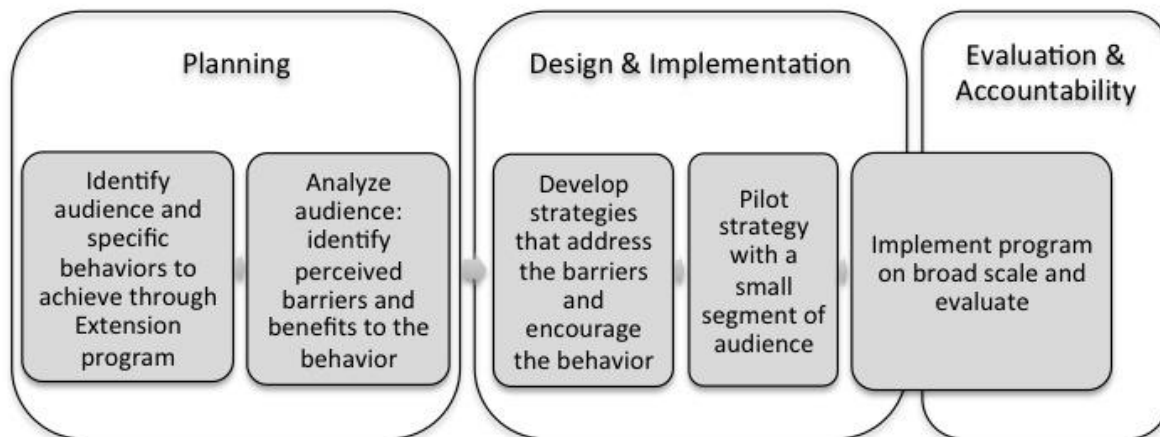 Planning
Identify
audience and
specific
behaviors to
achieve through
Extension
program
Analyze
audience:
identify
perceived
barriers and
benefits to the
behavior
Design & Implementation
Develop
strategies
that address
the barriers
and
encourage
the behavior
Pilot
strategy
with a
small
segment of
audience
Evaluation &
Accountability
Implement program
on broad scale and
evaluate